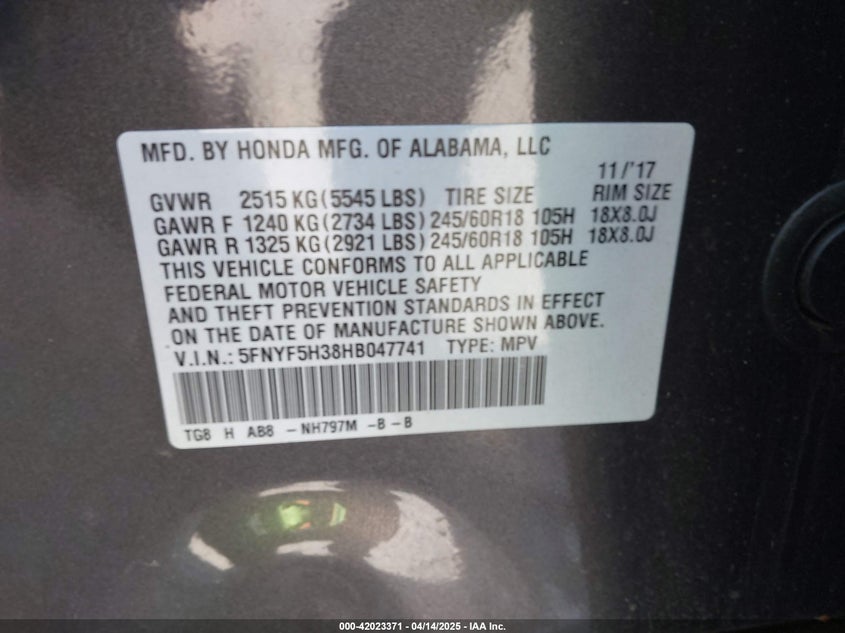 MFD. BY HONDA MFG. OF ALABAMA, LLC
11/'17
GVWR 2515 KG (5545 LBS) TIRE SIZE RIM SIZE
GAWR F 1240 KG (2734 LBS) 245/60R18 105H 18X8.0J
GAWR R 1325 KG (2921 LBS) 245/60R18 105H 18X8.0J
THIS VEHICLE CONFORMS TO ALL APPLICABLE
FEDERAL MOTOR VEHICLE SAFETY
AND THEFT PREVENTION STANDARDS IN EFFECT
ON THE DATE OF MANUFACTURE SHOWN ABOVE.
V.I.N.: 5FNYF5H38HB047741 TYPE: MPV
TG8 H AB8 - NH797M -B - B
000-42023371 | 04/14/2025 - IAA Inc.